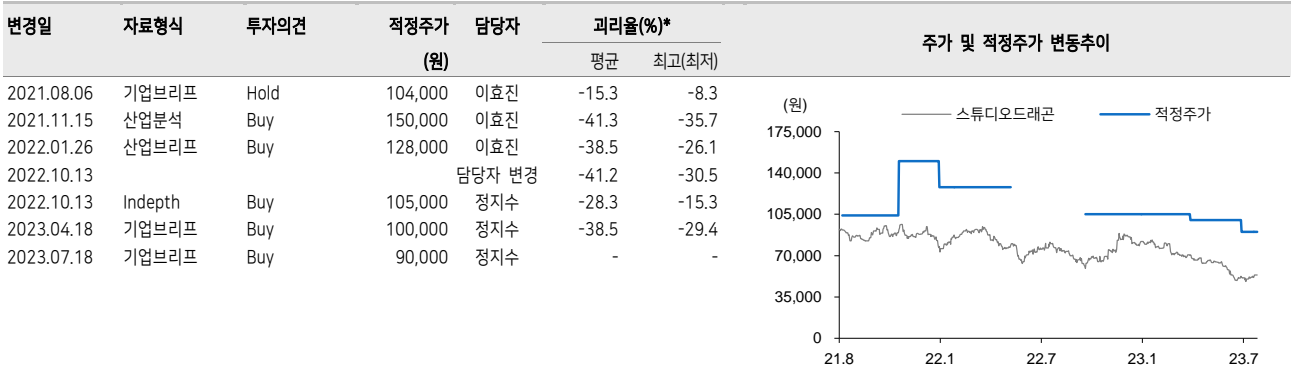 변경일 자료형식 투자의견 적정주가 담당자 괴리율(%)*
(원) 평균 최고(최저)
2021.08.06 기업브리프 Hold 104,000 이효진 -15.3 -8.3
2021.11.15 산업분석 Buy 150,000 이효진 -41.3 -35.7
2022.01.26 산업브리프 Buy 128,000 이효진 -38.5 -26.1
2022.10.13 담당자 변경 -41.2 -30.5
2022.10.13 Indepth Buy 105,000 정지수 -28.3 -15.3
2023.04.18 기업브리프 Buy 100,000 정지수 -38.5 -29.4
2023.07.18 기업브리프 Buy 90,000 정지수 - -
주가 및 적정주가 변동추이
(원)
스튜디오드래곤 적정주가
175,000
140,000
105,000
70,000
35,000
0
21.8 22.1 22.7 23.1 23.7